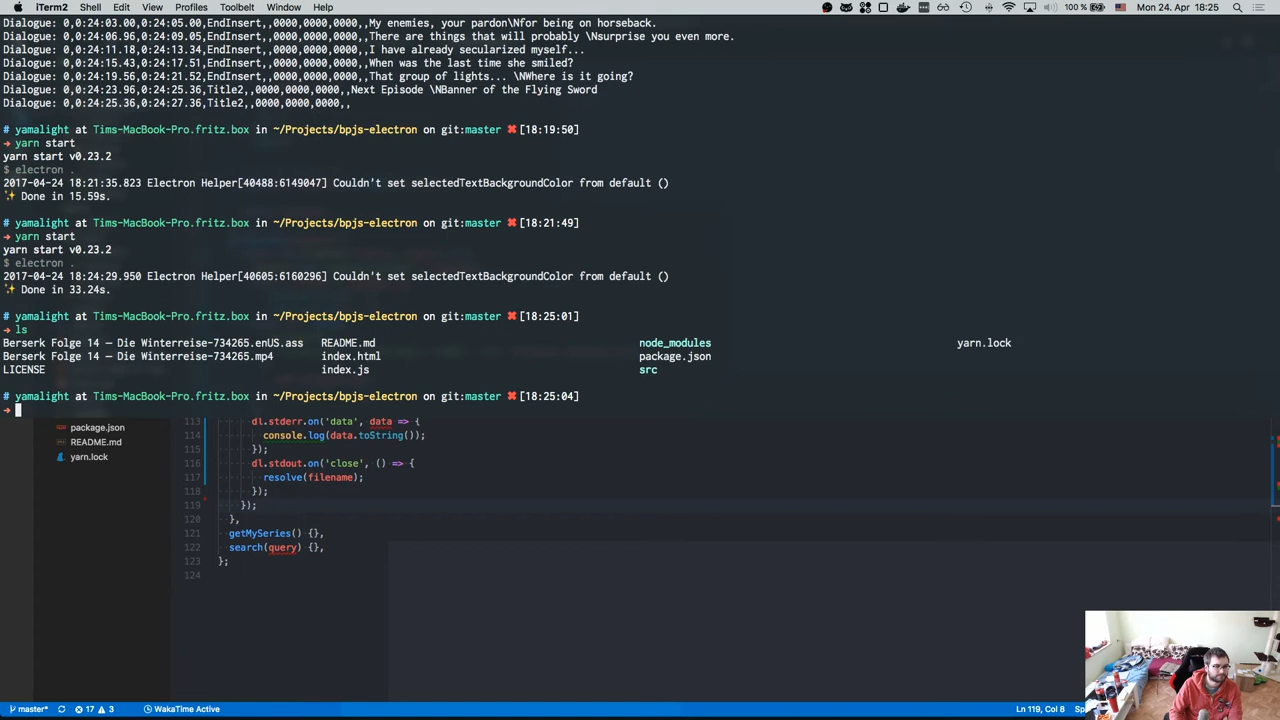 iTerm2 Shell Edit View Profiles Toolbelt Window Help 100 % Mon 24. Apr 18:25
Dialogue: 0,0:24:03.00,0:24:05.00,EndInsert,,0000,0000,0000,,My enemies, your pardon\Nfor being on horseback.
Dialogue: 0,0:24:06.96,0:24:09.05,EndInsert,,0000,0000,0000,,There are things that will probably \Nsurprise you even more.
Dialogue: 0,0:24:11.18,0:24:13.34,EndInsert,,0000,0000,0000,,I have already secularized myself...
Dialogue: 0,0:24:15.43,0:24:17.51,EndInsert,,0000,0000,0000,,When was the last time she smiled?
Dialogue: 0,0:24:19.56,0:24:21.52,EndInsert,,0000,0000,0000,,That group of lights... \NWhere is it going?
Dialogue: 0,0:24:23.96,0:24:25.36,Title2,,0000,0000,0000,,Next Episode \NBanner of the Flying Sword
Dialogue: 0,0:24:25.36,0:24:27.36,Title2,,0000,0000,0000,,
# yamalight at Tims-MacBook-Pro.fritz.box in ~/Projects/bpjs-electron on git:master ✖ [18:19:50]
→ yarn start
yarn start v0.23.2
$ electron .
2017-04-24 18:21:35.823 Electron Helper[40488:6149047] Couldn't set selectedTextBackgroundColor from default ()
✨ Done in 15.59s.
# yamalight at Tims-MacBook-Pro.fritz.box in ~/Projects/bpjs-electron on git:master ✖ [18:21:49]
→ yarn start
yarn start v0.23.2
$ electron .
2017-04-24 18:24:29.950 Electron Helper[40605:6160296] Couldn't set selectedTextBackgroundColor from default ()
✨ Done in 33.24s.
# yamalight at Tims-MacBook-Pro.fritz.box in ~/Projects/bpjs-electron on git:master ✖ [18:25:01]
→ ls
Berserk Folge 14 – Die Winterreise-734265.enUS.ass README.md node_modules yarn.lock
Berserk Folge 14 – Die Winterreise-734265.mp4 index.html package.json
LICENSE index.js src
# yamalight at Tims-MacBook-Pro.fritz.box in ~/Projects/bpjs-electron on git:master ✖ [18:25:04]
→
package.json
README.md
yarn.lock
113 dl.stderr.on('data', data => {
114 console.log(data.toString());
115 });
116 dl.stdout.on('close', () => {
117 resolve(filename);
118 });
119 });
120 },
121 getMySeries() {},
122 search(query) {},
123 };
124
master* 17 3 WakaTime Active Ln 119, Col 8